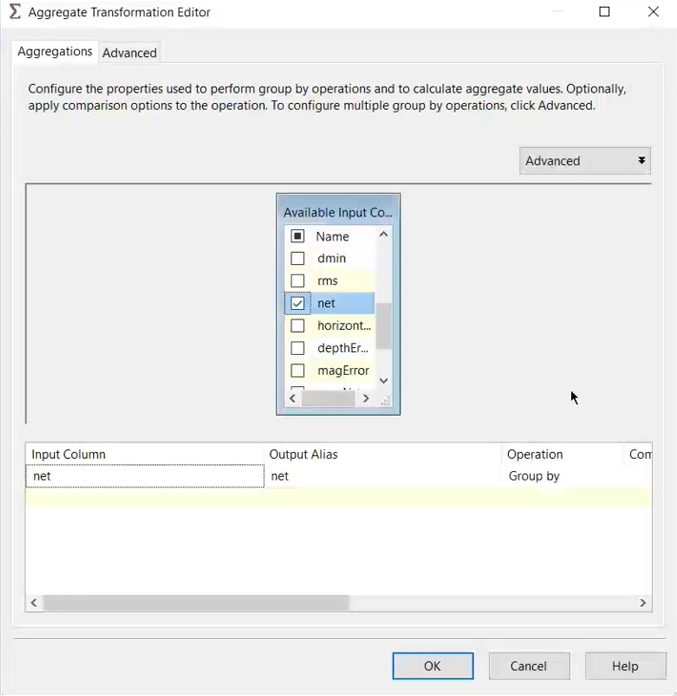 Aggregate Transformation Editor
Aggregations
Advanced
Configure the properties used to perform group by operations and to calculate aggregate values. Optionally,
apply comparison options to the operation. To configure multiple group by operations, click Advanced.
Advanced
Available Input Co...
Name
dmin
rms
net
horizont...
depthEr...
magError
Input Column Output Alias Operation Com
net net Group by
OK Cancel Help